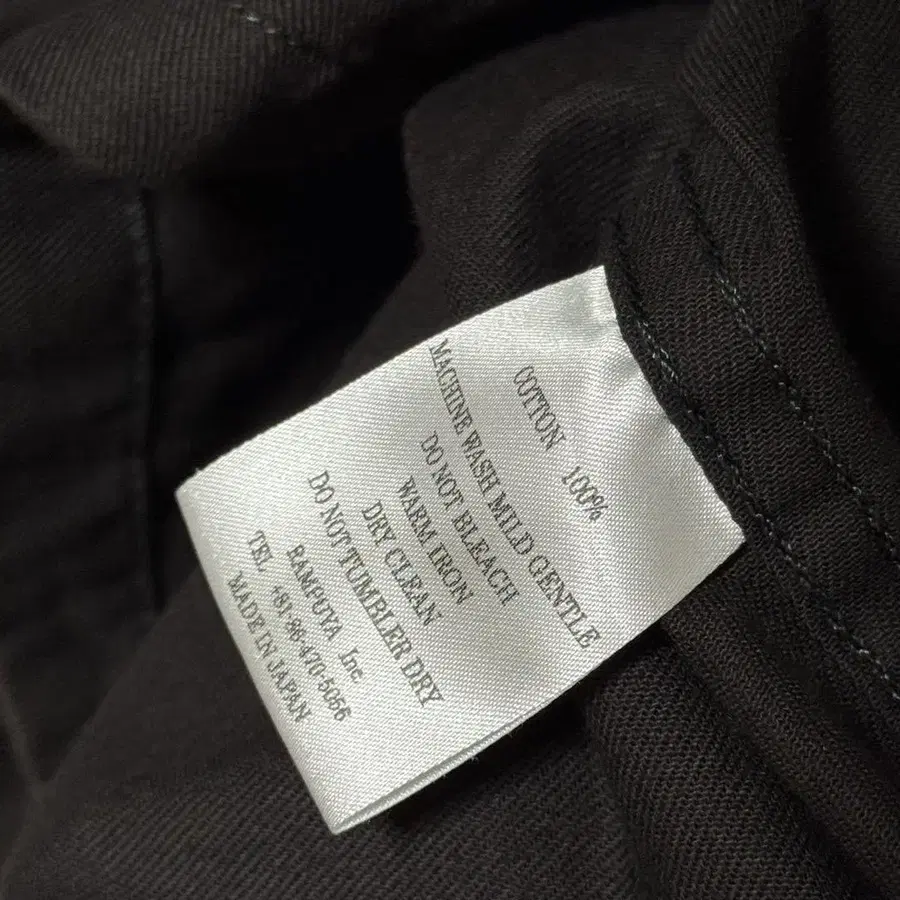 COTTON 100%
MACHINE WASH MILD GENTLE
DO NOT BLEACH
WARM IRON
DRY CLEAN
DO NOT TUMBLER DRY
RAMPUYA Inc
TEL +81-86-470-5056
MADE IN JAPAN